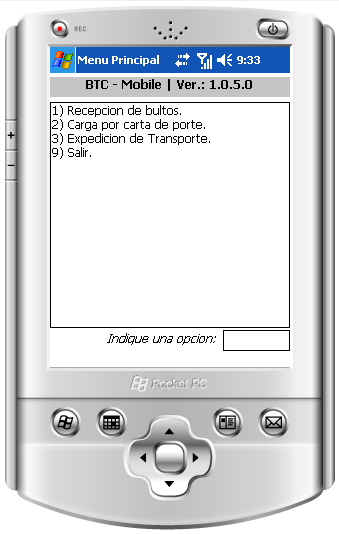 REC
Menu Principal 9:33
BTC - Mobile | Ver.: 1.0.5.0
1) Recepcion de bultos.
2) Carga por carta de porte.
3) Expedicion de Transporte.
9) Salir.
Indique una opcion:
Pocket PC